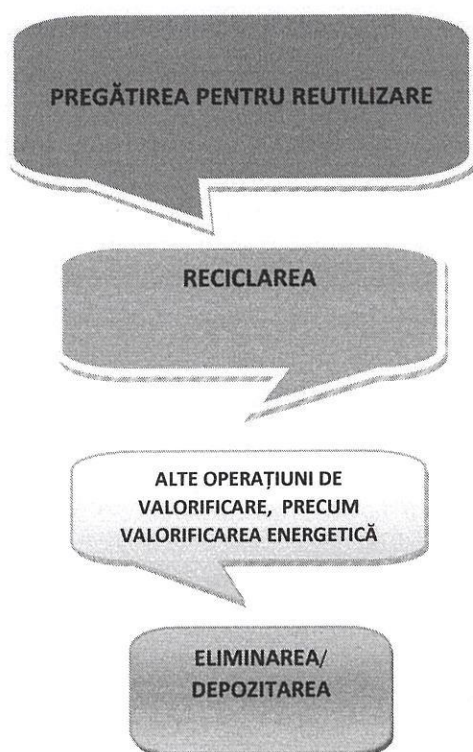 PREGĂTIREA PENTRU REUTILIZARE
RECICLAREA
ALTE OPERAȚIUNI DE
VALORIFICARE, PRECUM
VALORIFICAREA ENERGETICĂ
ELIMINAREA/
DEPOZITAREA